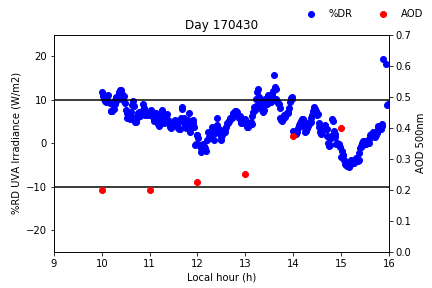 %DR AOD
Day 170430
%RD UVA Irradiance (W/m2)
20
10
0
−10
−20
0.7
0.6
0.5
0.4
0.3
0.2
0.1
0.0
AOD 500nm
9 10 11 12 13 14 15 16
Local hour (h)